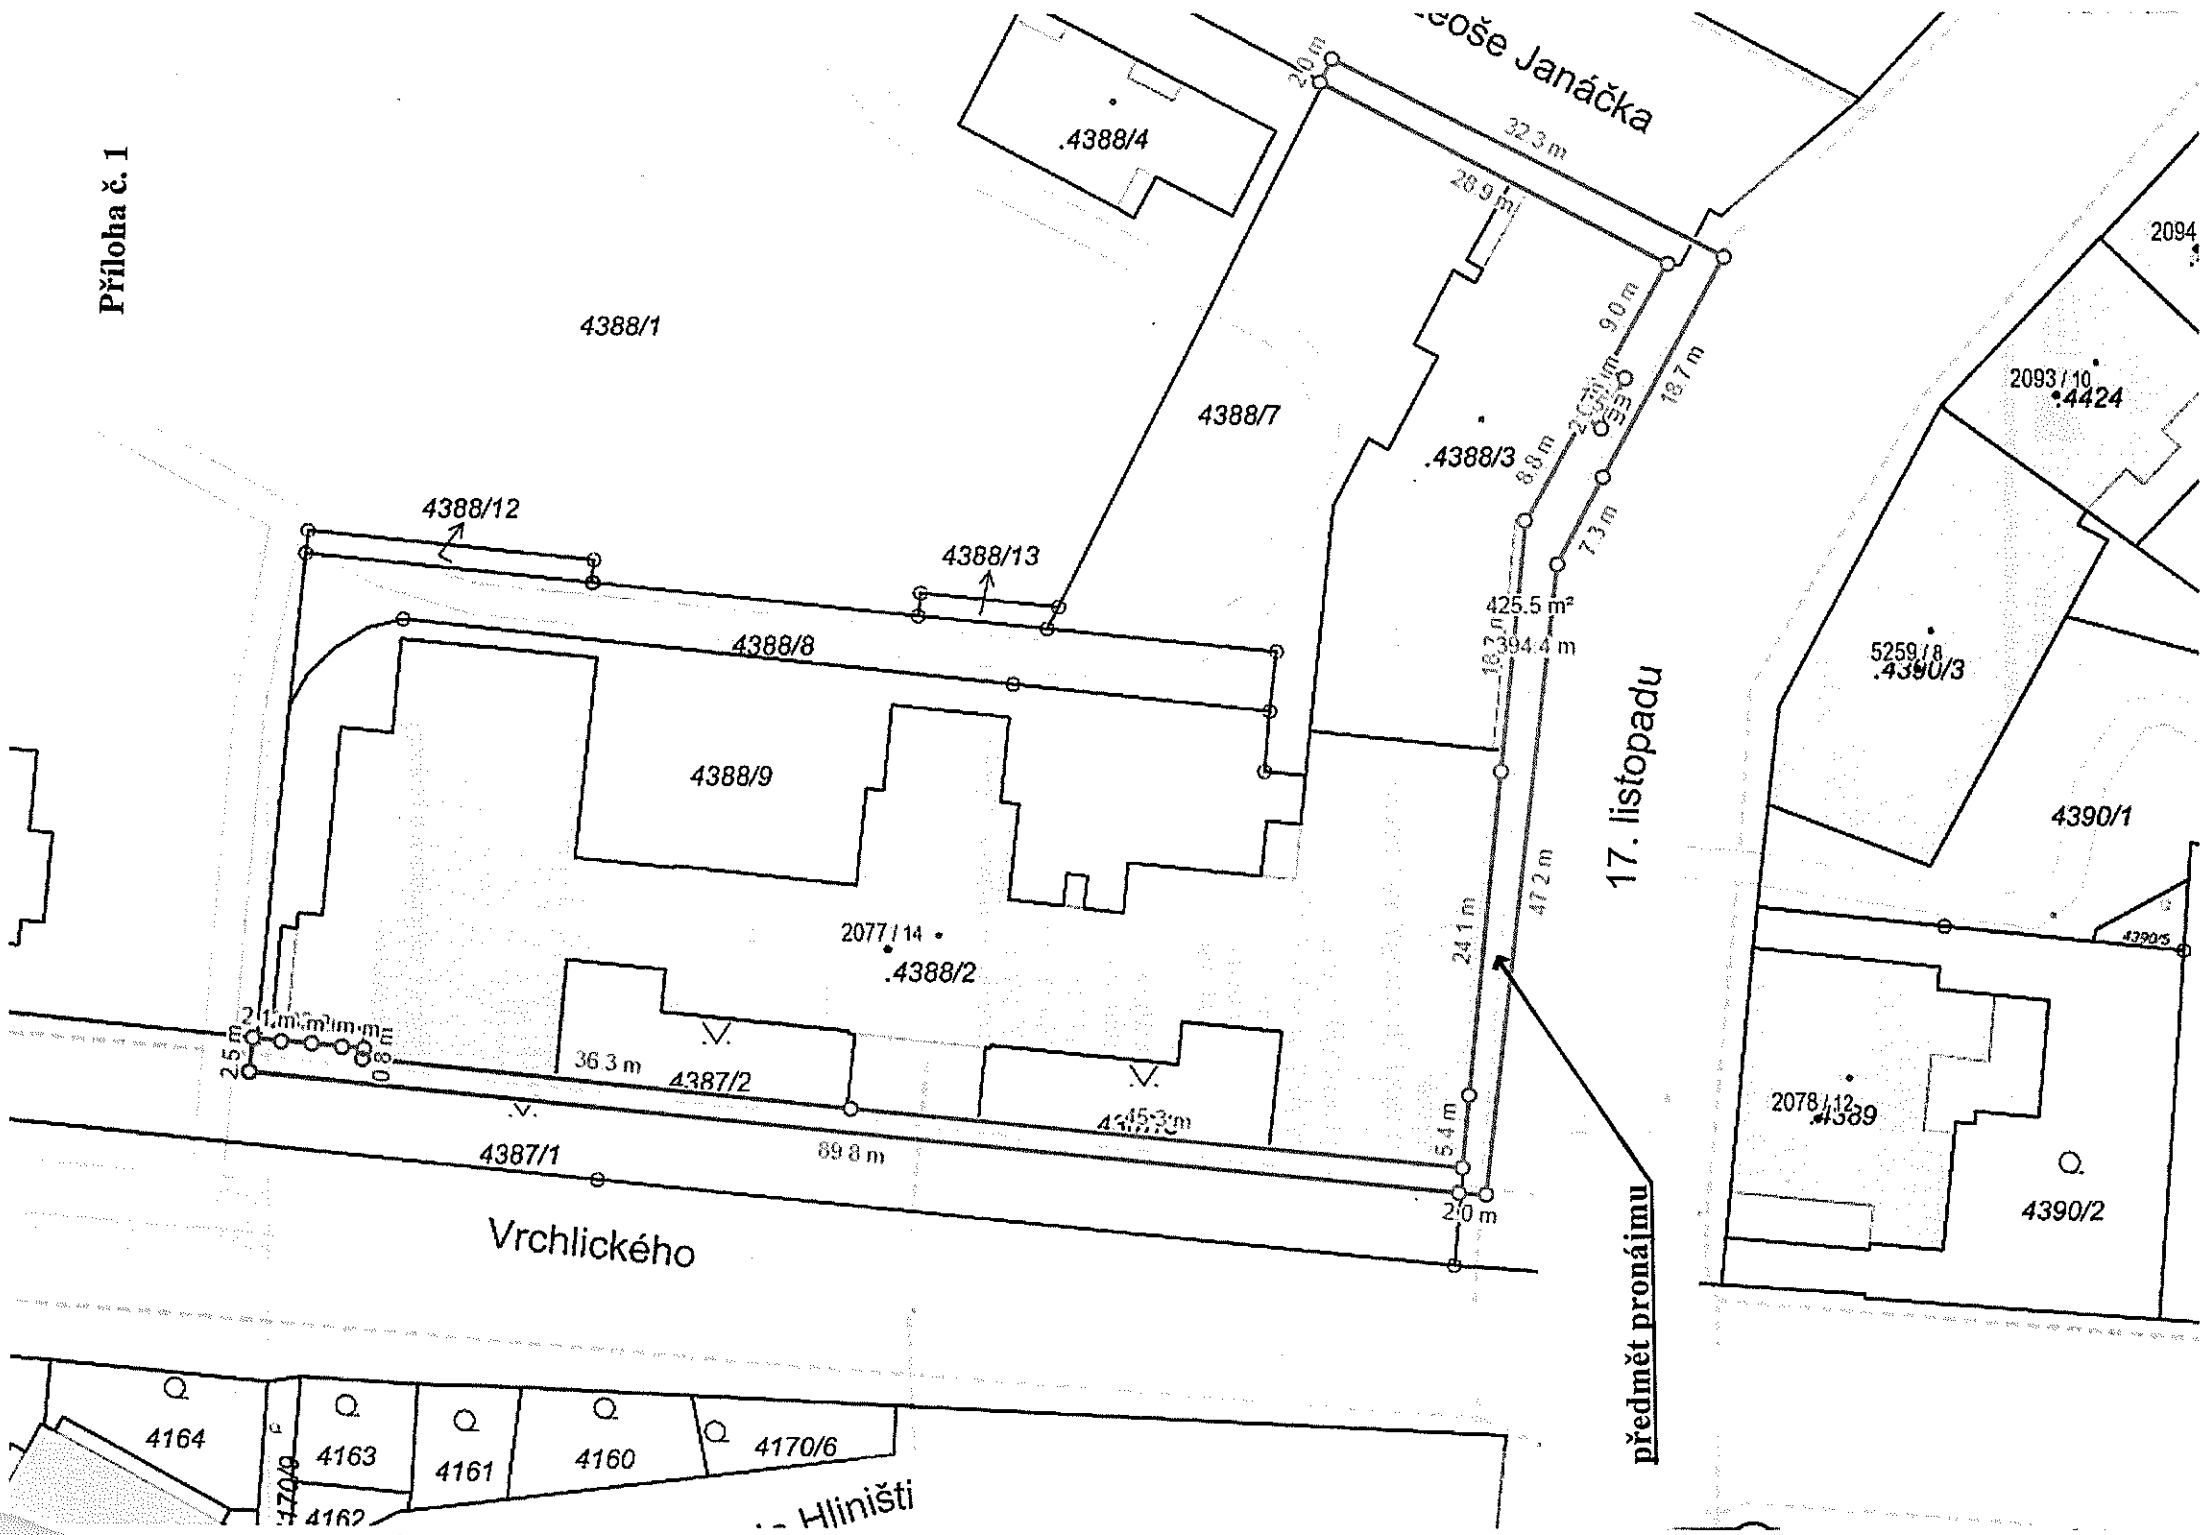 Příloha č. 1
Janáčka
2.0 m
32.3 m
28.9 m
.4388/4
4388/1
9.0 m
18.7 m
4388/7
.4388/3
8.8 m
7.3 m
4388/12
4388/13
4388/8
425.5 m²
394.4 m
18.7 m
17. listopadu
4388/9
47.2 m
24.1 m
2077 / 14
.4388/2
2.5 m
0.8 m
36.3 m
4387/2
45.3 m
5.4 m
89.8 m
4387/1
2.0 m
Vrchlického
předmět pronájmu
2094
2093 / 10
.4424
5259 / 8
.4390/3
4390/1
4390/5
2078 / 12
.4389
4390/2
4164
4163
4161
4160
4170/6
4162
Hliništi